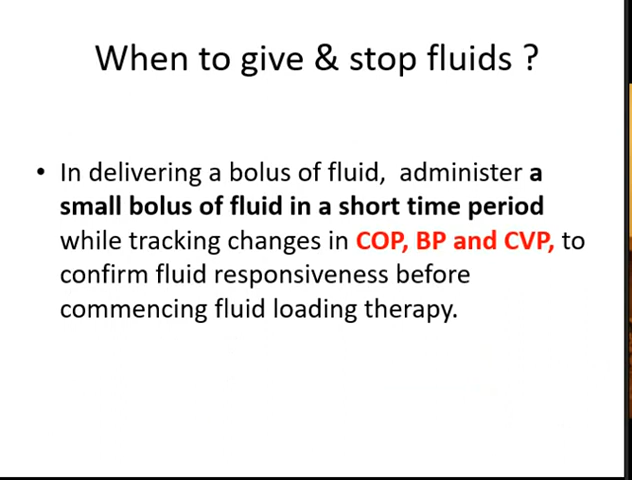 When to give & stop fluids ?
• In delivering a bolus of fluid, administer a
small bolus of fluid in a short time period
while tracking changes in COP, BP and CVP, to
confirm fluid responsiveness before
commencing fluid loading therapy.